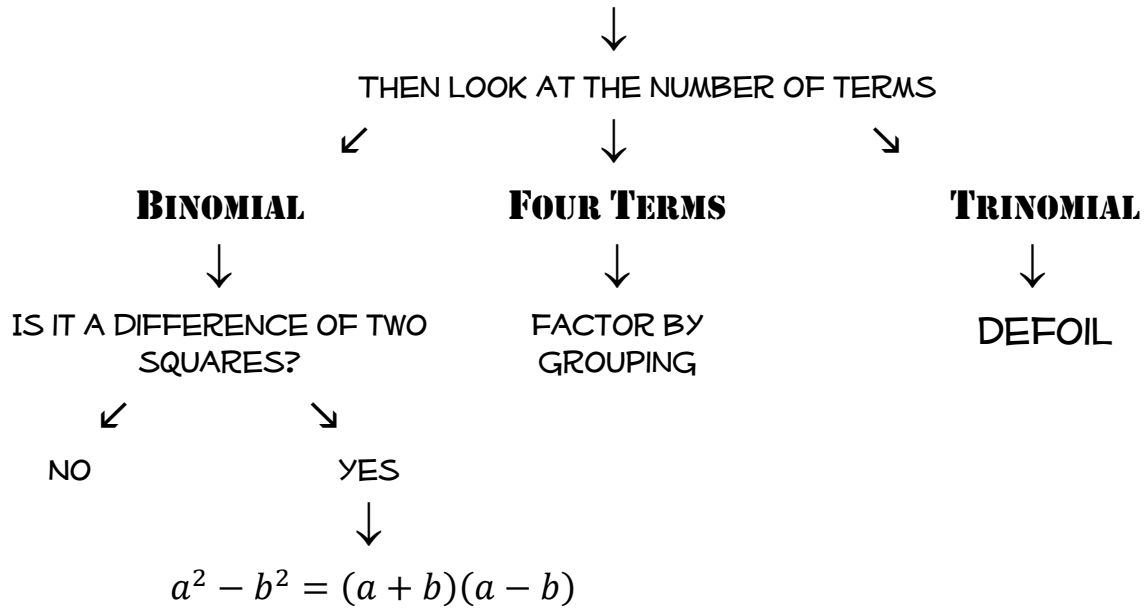 ↓
THEN LOOK AT THE NUMBER OF TERMS
↙ ↓ ↘
BINOMIAL FOUR TERMS TRINOMIAL
↓ ↓ ↓
IS IT A DIFFERENCE OF TWO FACTOR BY DEFOIL
SQUARES? GROUPING
↙ ↘
NO YES
↓
a² − b² = (a + b)(a − b)